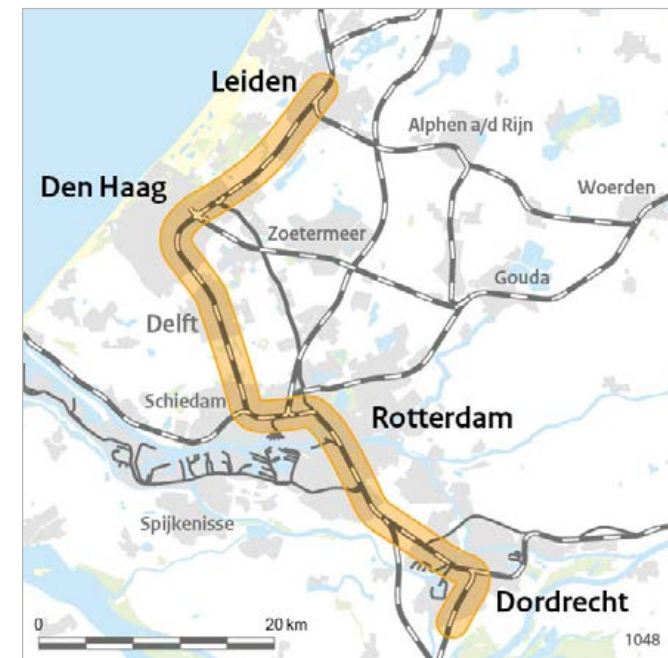 Leiden
Alphen a/d Rijn
Den Haag
Woerden
Zoetermeer
Gouda
Delft
Schiedam
Rotterdam
Spijkenisse
Dordrecht
0 20 km
1048